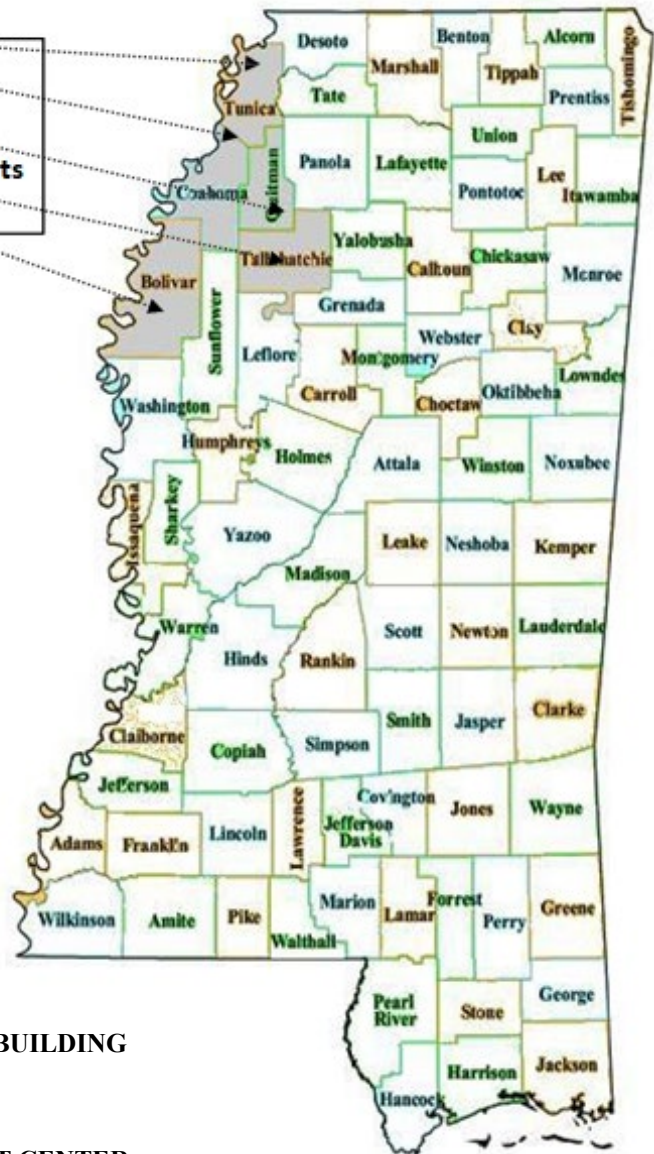 Desoto
Benton
Alcorn
Tishomingo
Marshall
Tippah
Prentiss
Tate
Tunica
Union
Panola
Lafayette
Lee
Pontotoc
Itawamba
ts
Coahoma
Quitman
Yalobusha
Tallahatchie
Calhoun
Chickasaw
Monroe
Bolivar
Grenada
Sunflower
Leflore
Webster
Clay
Montgomery
Lowndes
Carroll
Choctaw
Oktibbeha
Washington
Humphreys
Holmes
Attala
Winston
Noxubee
Issaquena
Sharkey
Yazoo
Leake
Neshoba
Kemper
Madison
Warren
Scott
Newton
Lauderdale
Hinds
Rankin
Claiborne
Copiah
Simpson
Smith
Jasper
Clarke
Jefferson
Lawrence
Covington
Jones
Wayne
Jefferson
Davis
Adams
Franklin
Lincoln
Wilkinson
Amite
Pike
Walthall
Marion
Lamar
Forrest
Perry
Greene
Pearl
River
Stone
George
BUILDING
Hancock
Harrison
Jackson